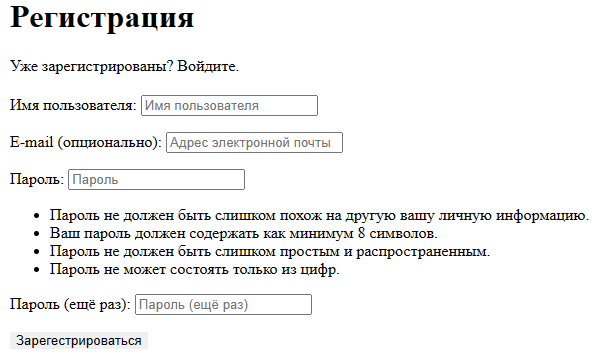 Регистрация
Уже зарегистрированы? Войдите.
Имя пользователя: Имя пользователя
E-mail (опционально): Адрес электронной почты
Пароль: Пароль
• Пароль не должен быть слишком похож на другую вашу личную информацию.
• Ваш пароль должен содержать как минимум 8 символов.
• Пароль не должен быть слишком простым и распространенным.
• Пароль не может состоять только из цифр.
Пароль (ещё раз): Пароль (ещё раз)
Зарегестрироваться